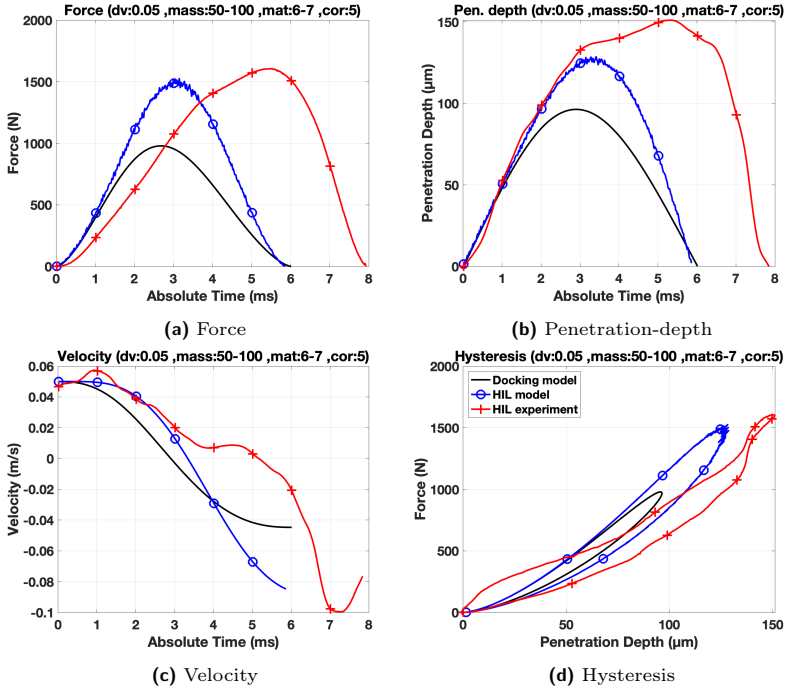 Force (dv:0.05 ,mass:50-100 ,mat:6-7 ,cor:5)
2000
1500
1000
500
0
Force (N)
0 1 2 3 4 5 6 7 8
Absolute Time (ms)
(a) Force
Pen. depth (dv:0.05 ,mass:50-100 ,mat:6-7 ,cor:5)
150
100
50
0
Penetration Depth (µm)
0 1 2 3 4 5 6 7 8
Absolute Time (ms)
(b) Penetration-depth
Velocity (dv:0.05 ,mass:50-100 ,mat:6-7 ,cor:5)
0.06
0.04
0.02
0
-0.02
-0.04
-0.06
-0.08
-0.1
Velocity (m/s)
0 1 2 3 4 5 6 7 8
Absolute Time (ms)
(c) Velocity
Hysteresis (dv:0.05 ,mass:50-100 ,mat:6-7 ,cor:5)
Docking model
HIL model
HIL experiment
2000
1500
1000
500
0
Force (N)
50 100 150
Penetration Depth (µm)
(d) Hysteresis